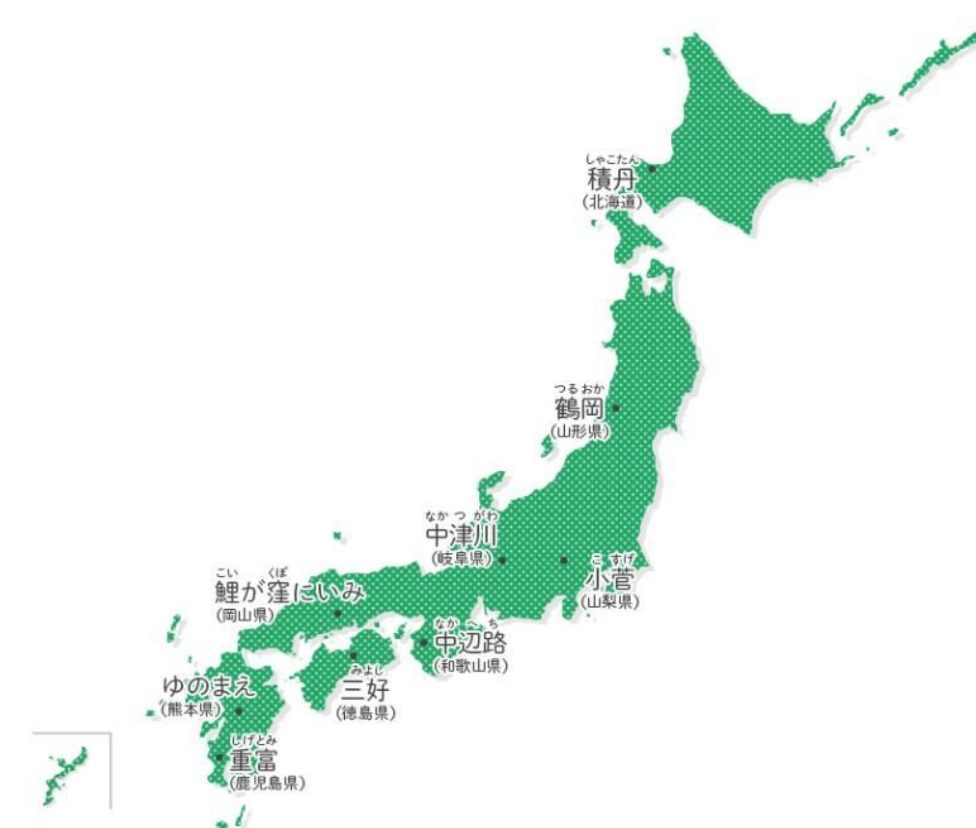 しゃこたん
積丹
(北海道)
つるおか
鶴岡
(山形県)
なかつがわ
中津川
(岐阜県)
こすげ
小菅
(山梨県)
こい くぼ
鯉が窪にいみ
(岡山県)
なかへち
中辺路
(和歌山県)
みよし
三好
(徳島県)
ゆのまえ
(熊本県)
しげとみ
重富
(鹿児島県)